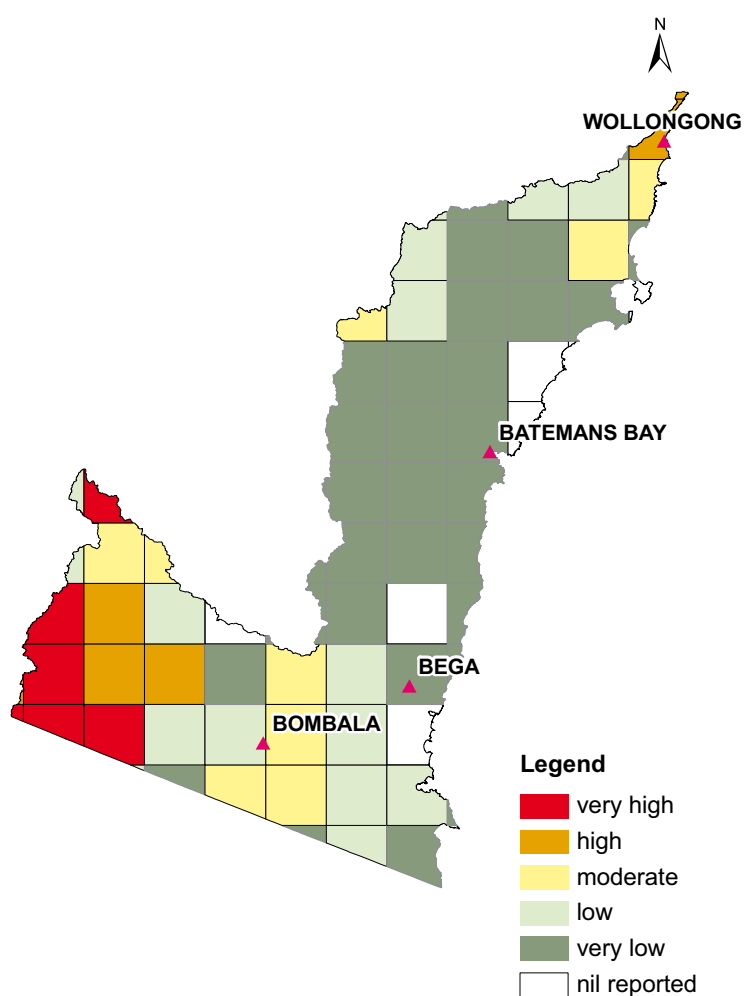 N
WOLLONGONG
BATEMANS BAY
BEGA
BOMBALA
Legend
very high
high
moderate
low
very low
nil reported